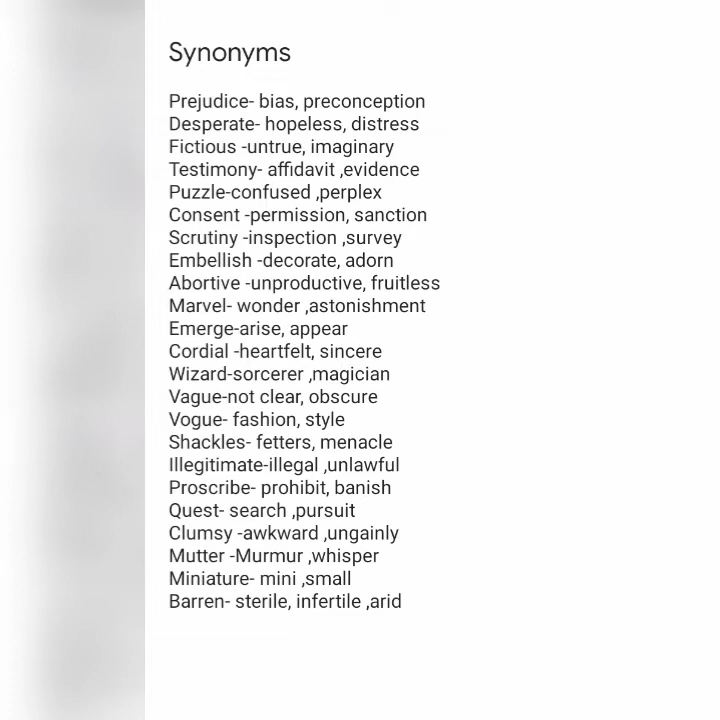 Synonyms
Prejudice- bias, preconception
Desperate- hopeless, distress
Fictious -untrue, imaginary
Testimony- affidavit ,evidence
Puzzle-confused ,perplex
Consent -permission, sanction
Scrutiny -inspection ,survey
Embellish -decorate, adorn
Abortive -unproductive, fruitless
Marvel- wonder ,astonishment
Emerge-arise, appear
Cordial -heartfelt, sincere
Wizard-sorcerer ,magician
Vague-not clear, obscure
Vogue- fashion, style
Shackles- fetters, menacle
Illegitimate-illegal ,unlawful
Proscribe- prohibit, banish
Quest- search ,pursuit
Clumsy -awkward ,ungainly
Mutter -Murmur ,whisper
Miniature- mini ,small
Barren- sterile, infertile ,arid